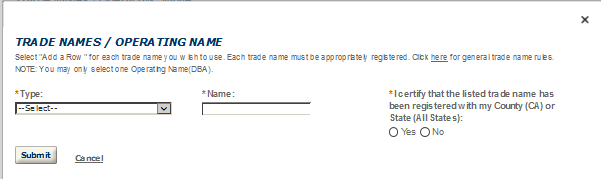 TRADE NAMES / OPERATING NAME
Select "Add a Row" for each trade name you wish to use. Each trade name must be appropriately registered. Click here for general trade name rules.
NOTE: You may only select one Operating Name(DBA).
*Type: *Name: *I certify that the listed trade name has
been registered with my County (CA) or
State (All States):
--Select--
Yes No
Submit Cancel